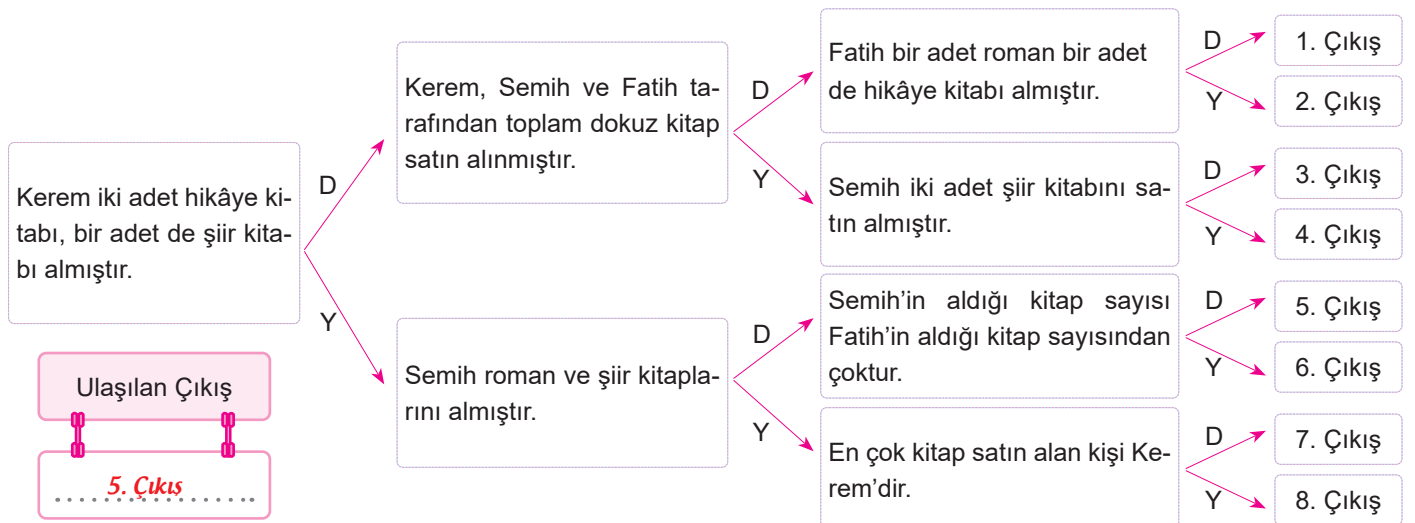 Kerem iki adet hikâye ki-
tabı, bir adet de şiir kita-
bı almıştır.
D
Y
Kerem, Semih ve Fatih ta-
rafından toplam dokuz kitap
satın alınmıştır.
D
Y
Semih roman ve şiir kitapla-
rını almıştır.
D
Y
Fatih bir adet roman bir adet
de hikâye kitabı almıştır.
D
Y
Semih iki adet şiir kitabını sa-
tın almıştır.
D
Y
Semih'in aldığı kitap sayısı
Fatih'in aldığı kitap sayısından
çoktur.
D
Y
En çok kitap satın alan kişi Ke-
rem'dir.
D
Y
1. Çıkış
2. Çıkış
3. Çıkış
4. Çıkış
5. Çıkış
6. Çıkış
7. Çıkış
8. Çıkış
Ulaşılan Çıkış
5. Çıkış